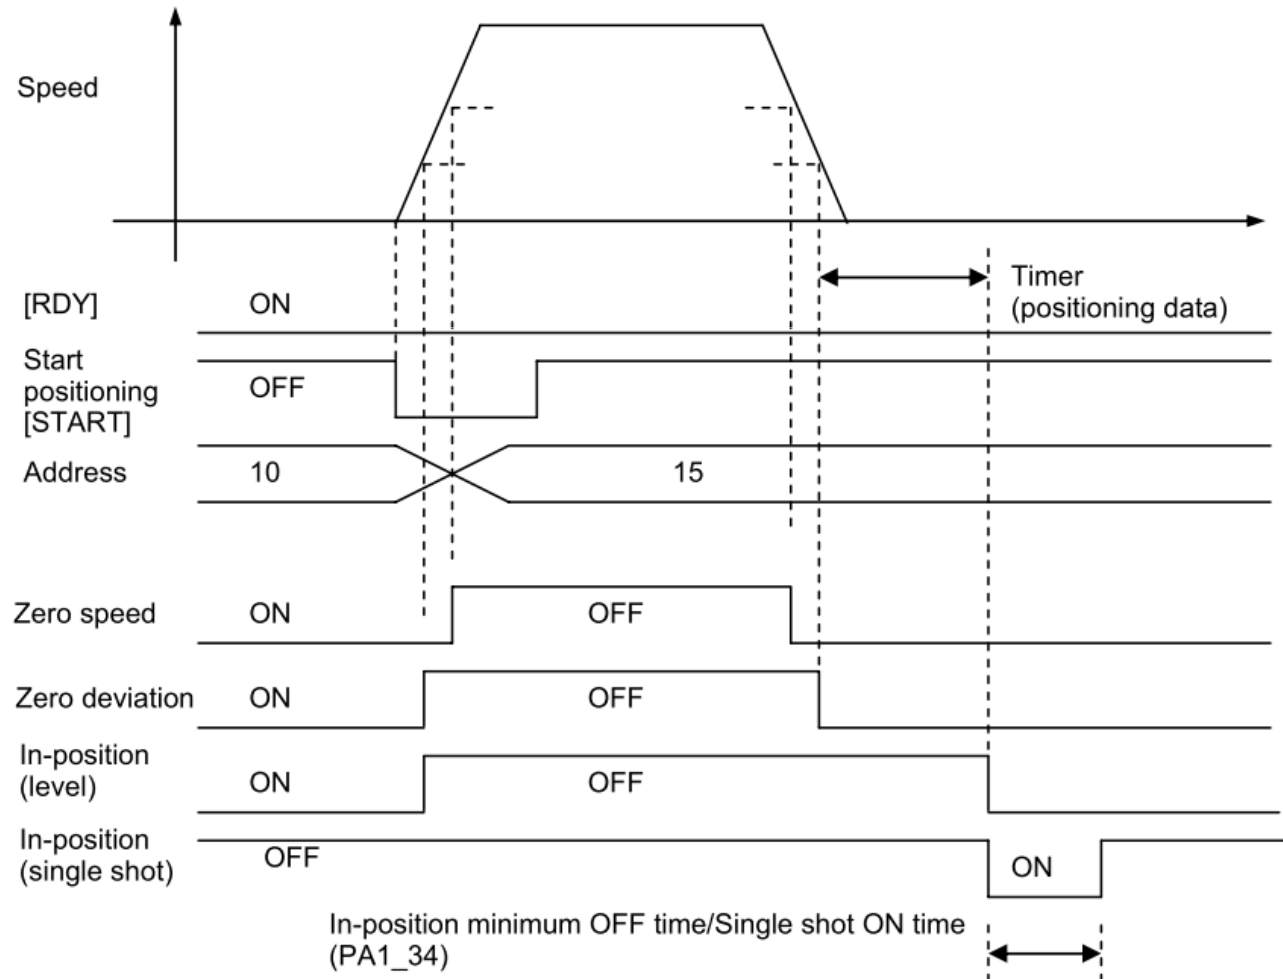 Speed
Timer
(positioning data)
[RDY]
ON
Start
positioning
[START]
OFF
Address
10
15
Zero speed
ON
OFF
Zero deviation
ON
OFF
In-position
(level)
ON
OFF
In-position
(single shot)
OFF
ON
In-position minimum OFF time/Single shot ON time
(PA1_34)